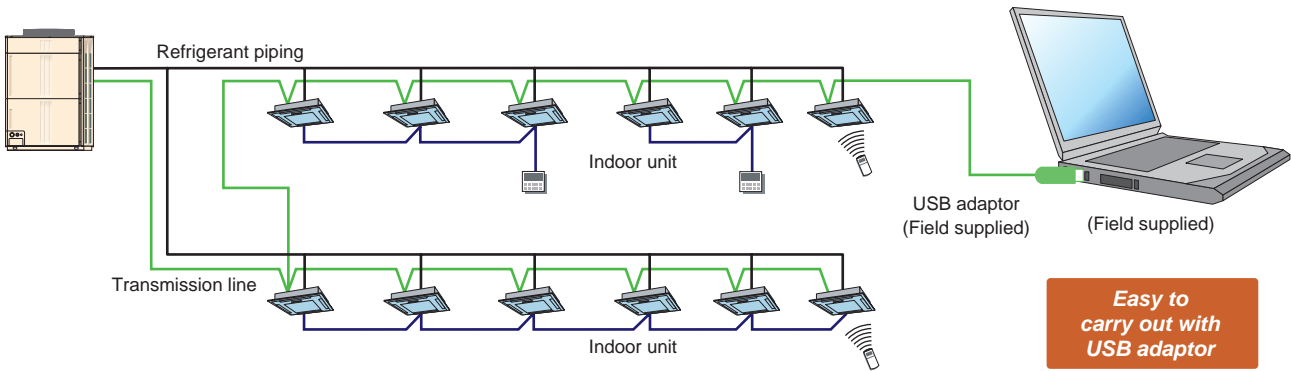 Refrigerant piping
Indoor unit
USB adaptor
(Field supplied)
(Field supplied)
Transmission line
Easy to
carry out with
USB adaptor
Indoor unit